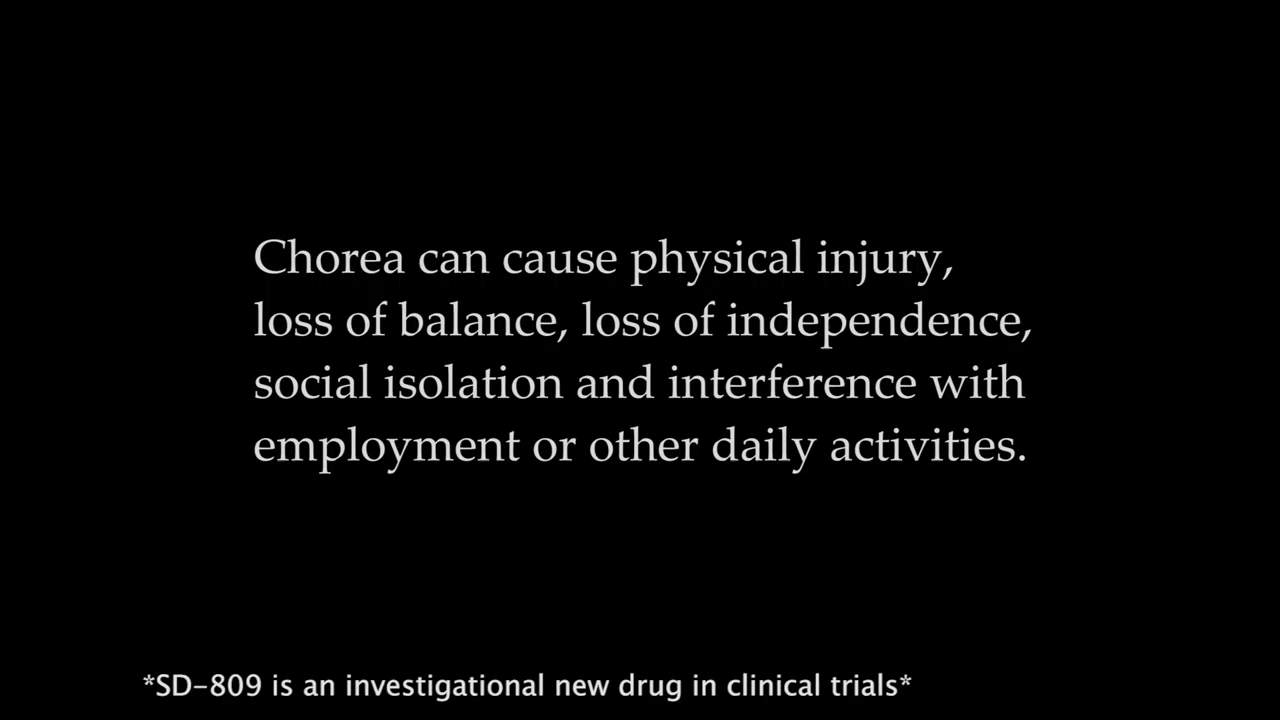 Chorea can cause physical injury,
loss of balance, loss of independence,
social isolation and interference with
employment or other daily activities.
*SD-809 is an investigational new drug in clinical trials*